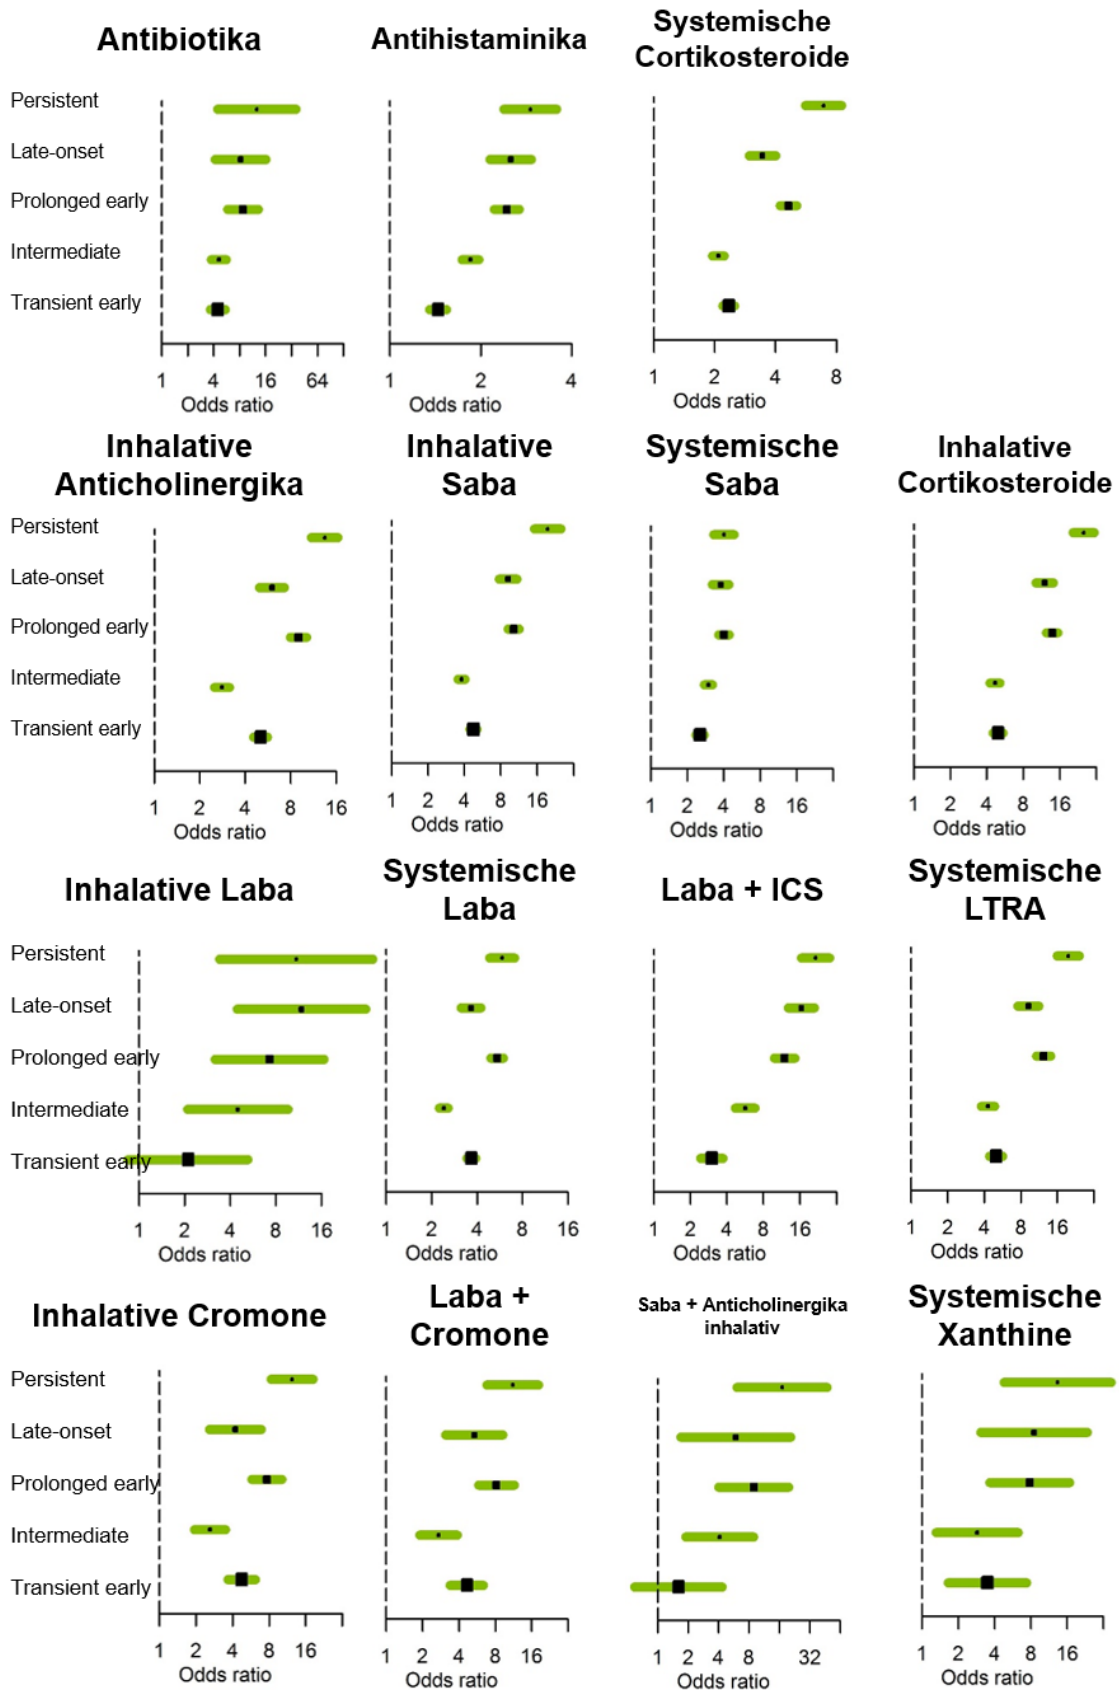 Antibiotika
Antihistaminika
Systemische
Cortikosteroide
Persistent
Late-onset
Prolonged early
Intermediate
Transient early
1 4 16 64
Odds ratio
1 2 4
Odds ratio
1 2 4 8
Odds ratio
Inhalative
Anticholinergika
Inhalative
Saba
Systemische
Saba
Inhalative
Cortikosteroide
Persistent
Late-onset
Prolonged early
Intermediate
Transient early
1 2 4 8 16
Odds ratio
1 2 4 8 16
Odds ratio
1 2 4 8 16
Odds ratio
1 2 4 8 16
Odds ratio
Inhalative Laba
Systemische
Laba
Laba + ICS
Systemische
LTRA
Persistent
Late-onset
Prolonged early
Intermediate
Transient early
1 2 4 8 16
Odds ratio
1 2 4 8 16
Odds ratio
1 2 4 8 16
Odds ratio
1 2 4 8 16
Odds ratio
Inhalative Cromone
Laba +
Cromone
Saba + Anticholinergika
inhalativ
Systemische
Xanthine
Persistent
Late-onset
Prolonged early
Intermediate
Transient early
1 2 4 8 16
Odds ratio
1 2 4 8 16
Odds ratio
1 2 4 8 32
Odds ratio
1 2 4 8 16
Odds ratio